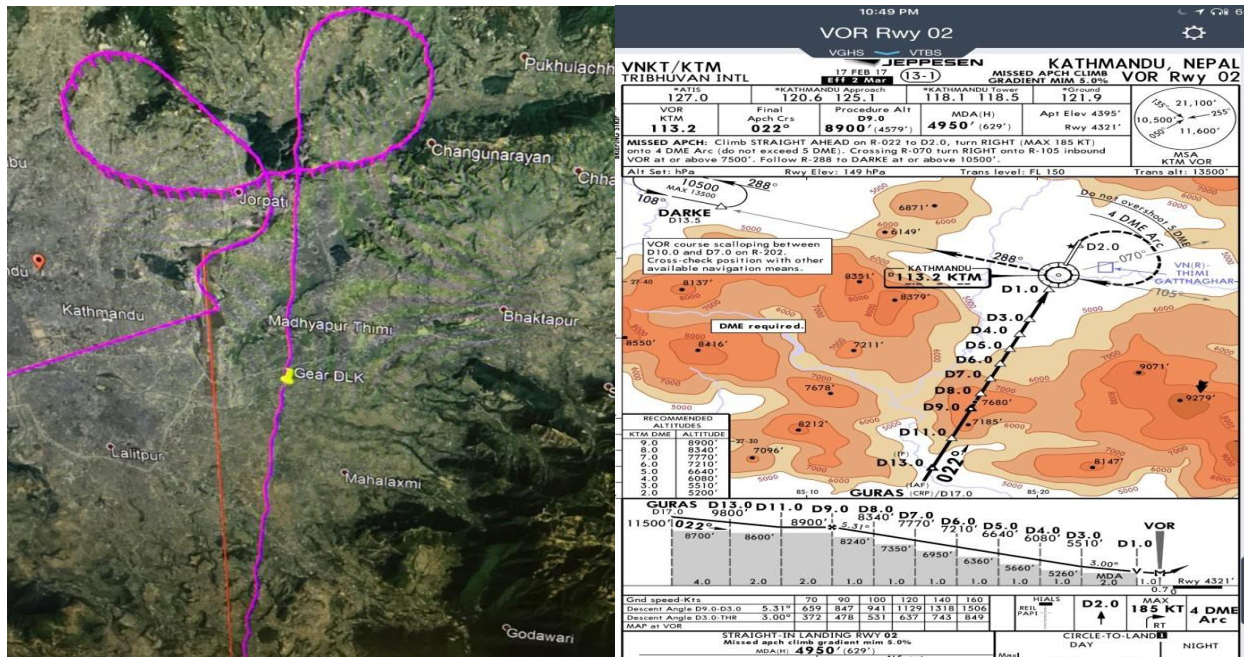 Pukhulachh
Changunarayan
Chha
Jorpati
Kathmandu
Madhyapur Thimi
Bhaktapur
Gear DLK
Lalitpur
Mahalaxmi
Godawari
10:49 PM
VOR Rwy 02
VGHS VTBS
VNKT/KTM
TRIBHUVAN INTL
JEPPESEN
17 FEB 17
Eff 2 Mar
13-1
KATHMANDU, NEPAL
MISSED APCH CLIMB
GRADIENT MIM 5.0%
VOR Rwy 02
*ATIS
127.0
*KATHMANDU Approach
120.6 125.1
*KATHMANDU Tower
118.1 118.5
*Ground
121.9
VOR
KTM
113.2
Final
Apch Crs
022°
Procedure Alt
D9.0
8900' (4579')
MDA(H)
4950' (629')
Apt Elev 4395'
Rwy 4321'
135°
21,100'
255°
10,500'
050°
11,600'
MSA
KTM VOR
MISSED APCH: Climb STRAIGHT AHEAD on R-022 to D2.0, turn RIGHT (MAX 185 KT)
onto 4 DME Arc (do not exceed 5 DME). Crossing R-070 turn RIGHT onto R-105 inbound
VOR at or above 7500'. Follow R-288 to DARKE at or above 10500'.
Alt Set: hPa
Rwy Elev: 149 hPa
Trans level: FL 150
Trans alt: 13500'
10500
MAX 13500
288°
108°
DARKE
D13.5
6871'
6149'
Do not overshoot 5 DME
4 DME Arc
D2.0
070°
105°
VN(R)-
THIMI
GATTHAGHAR
VOR course scalloping between
D10.0 and D7.0 on R-202.
Cross-check position with other
available navigation means.
288°
KATHMANDU
113.2 KTM
27-40
8137'
8351'
8379'
D1.0
D3.0
D4.0
D5.0
D6.0
D7.0
D8.0
D9.0
D11.0
D13.0
DME required.
8550'
8416'
7211'
7678'
7680'
9071'
9279'
7185'
8212'
7096'
8147'
27-30
RECOMMENDED
ALTITUDES
KTM DME ALTITUDE
9.0 8900'
8.0 8340'
7.0 7770'
6.0 7210'
5.0 6640'
4.0 6080'
3.0 5510'
2.0 5200'
(IF)
022°
(IAF)
GURAS (CRP)/D17.0
85-10
85-20
GURAS D13.0 D11.0 D9.0 D8.0 D7.0 D6.0 D5.0 D4.0 D3.0 D1.0 VOR
D17.0
11500' 9800' 8900' 8340' 7770' 7210' 6640' 6080' 5510'
022° 5.31° 3.00°
8700' 8600' 8240' 7350' 6950' 6360' 5660' 5260' MDA
V M
4.0 2.0 2.0 1.0 1.0 1.0 1.0 1.0 1.0 2.0 1.0
0.7 Rwy 4321'
Gnd speed-Kts 70 90 100 120 140 160
Descent Angle D9.0-D3.0 5.31° 659 847 941 1129 1318 1506
Descent Angle D3.0-THR 3.00° 372 478 531 637 743 849
MAP at VOR
HIALS
REIL
PAPI
D2.0
MAX
185 KT
RT
4 DME
Arc
STRAIGHT-IN LANDING RWY 02
Missed apch climb gradient mim 5.0%
MDA(H) 4950' (629')
CIRCLE-TO-LAND
DAY
NIGHT